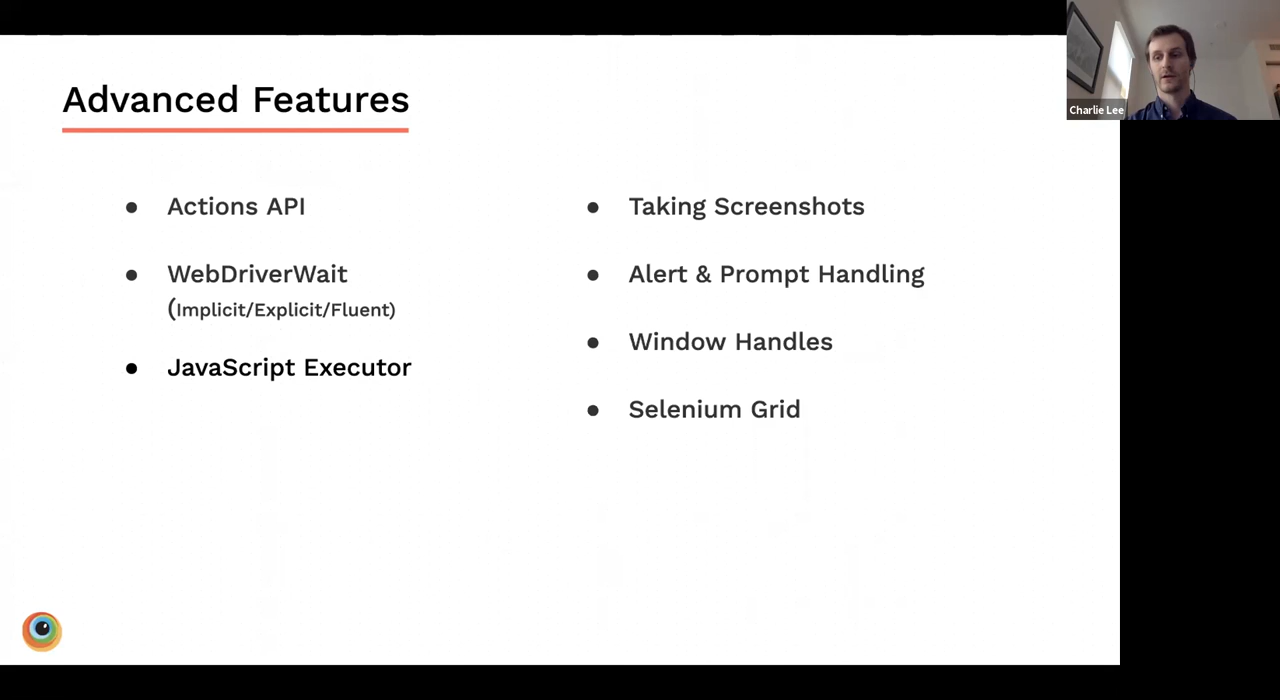 Advanced Features
● Actions API
● WebDriverWait
(Implicit/Explicit/Fluent)
● JavaScript Executor
● Taking Screenshots
● Alert & Prompt Handling
● Window Handles
● Selenium Grid
Charlie Lee